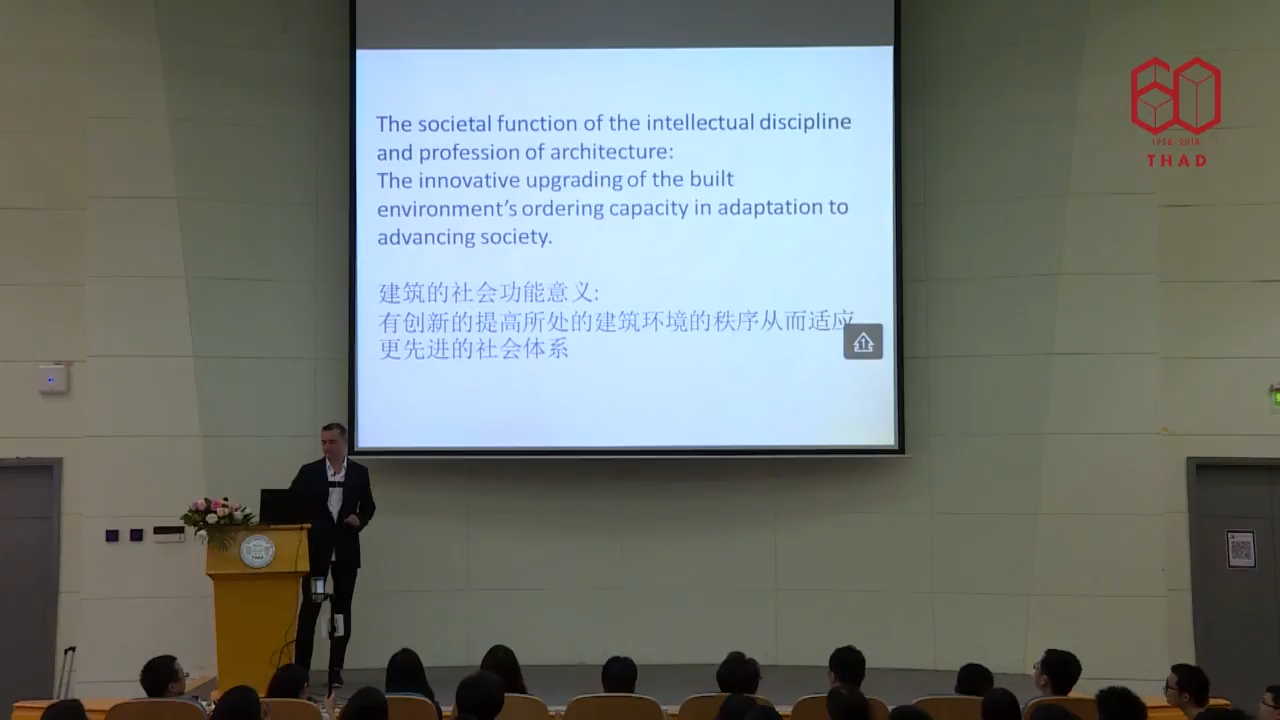 The societal function of the intellectual discipline
and profession of architecture:
The innovative upgrading of the built
environment's ordering capacity in adaptation to
advancing society.
建筑的社会功能意义:
有创新的提高所处的建筑环境的秩序从而适应
更先进的社会体系
60
1958-2018
THAD